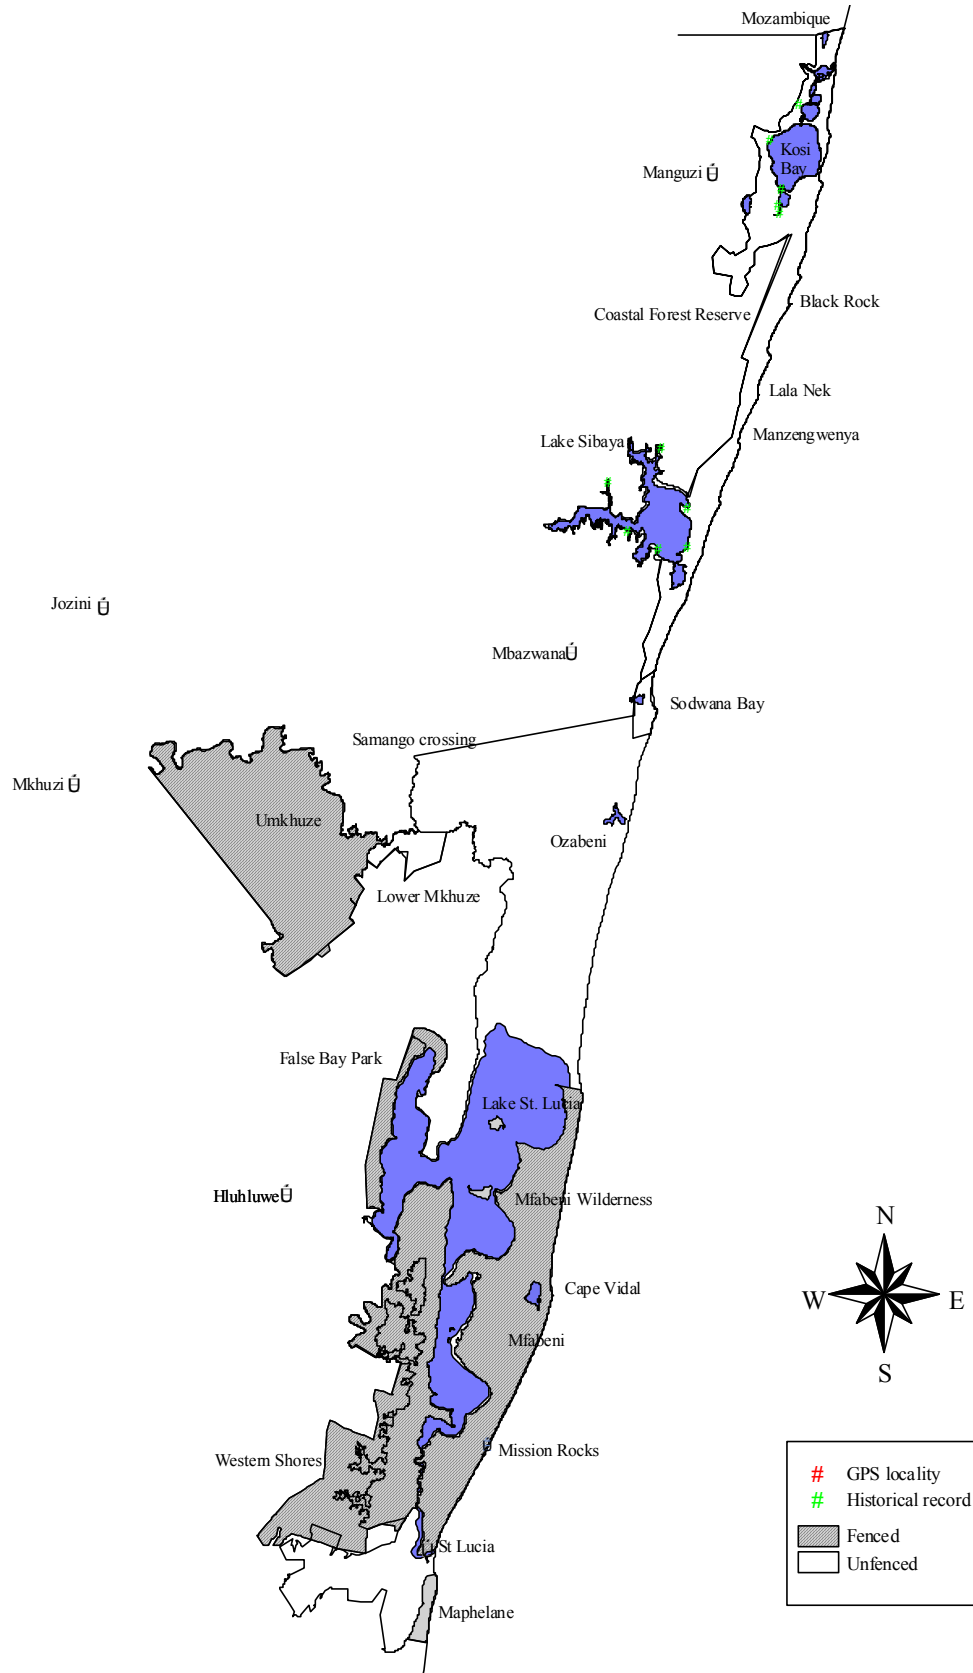 Mozambique
Kosi
Bay
Manguzi
Black Rock
Coastal Forest Reserve
Lala Nek
Manzengwenya
Lake Sibaya
Jozini
Mbazwana
Sodwana Bay
Samango crossing
Mkhuzi
Umkhuze
Ozabeni
Lower Mkhuze
False Bay Park
Lake St. Lucia
Hluhluwe
Mfabeni Wilderness
N
Cape Vidal
W
E
Mfabeni
S
Western Shores
Mission Rocks
# GPS locality
# Historical record
Fenced
St Lucia
Unfenced
Maphelane